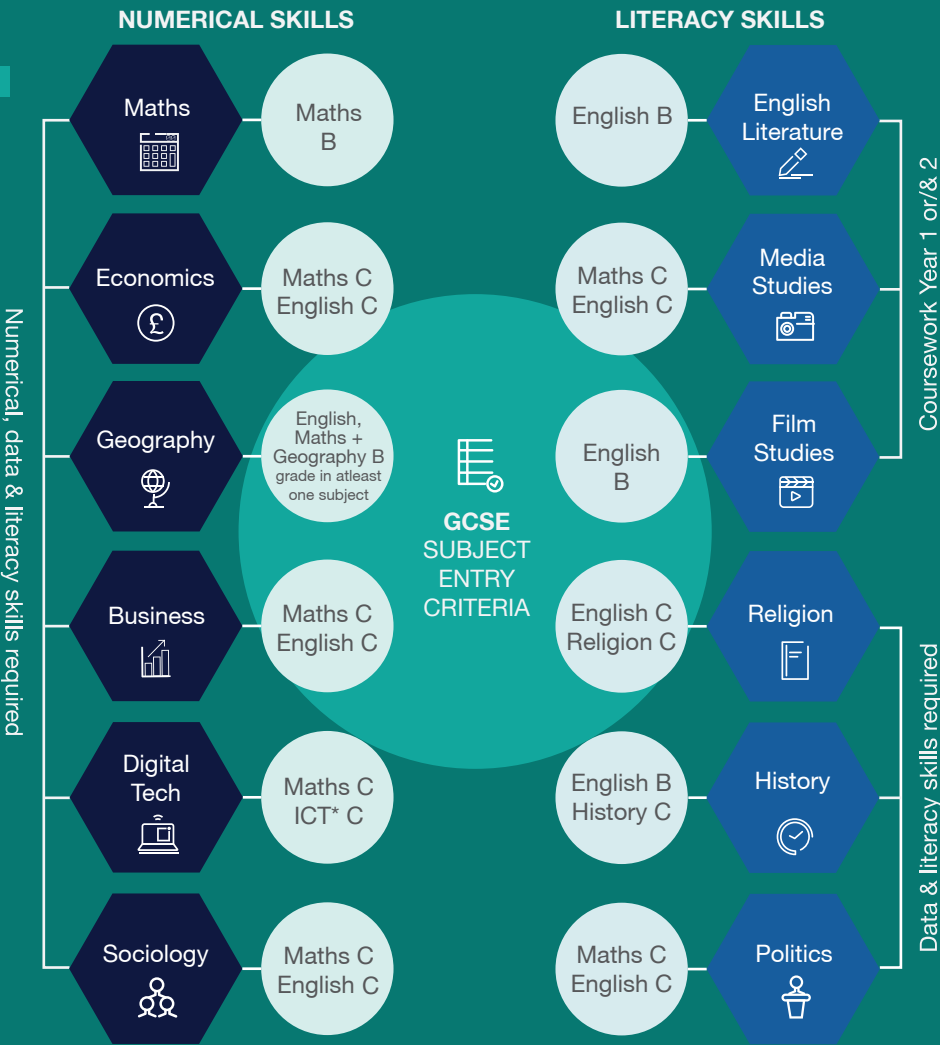 NUMERICAL SKILLS
LITERACY SKILLS
Numerical, data & literacy skills required
Maths
Maths
B
Economics
Maths C
English C
Geography
English,
Maths +
Geography B
grade in atleast
one subject
Business
Maths C
English C
Digital
Tech
Maths C
ICT* C
Sociology
Maths C
English C
GCSE
SUBJECT
ENTRY
CRITERIA
English B
English
Literature
Maths C
English C
Media
Studies
English
B
Film
Studies
English C
Religion C
Religion
English B
History C
History
Maths C
English C
Politics
Coursework Year 1 or/& 2
Data & literacy skills required